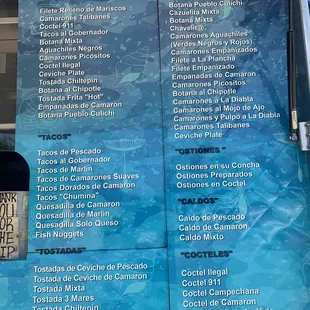 Filete Relleno de Mariscos
Camarones Talibanes
Coctel 911
Tacos al Gobernador
Botana Mixta
Aguachiles Negros
Camarones Picositos
Coctel Ilegal
Ceviche Plate
Tostada Chiltepin
Botana al Chipotle
Tostada Frita "Hot"
Empanadas de Camaron
Botana Pueblo Culichi
"TACOS"
Tacos de Pescado
Tacos al Gobernador
Tacos de Marlin
Tacos de Camarones Suaves
Tacos Dorados de Camaron
Tacos "Chumina"
Quesadilla de Camaron
Quesadilla de Marlin
Quesadilla Solo Queso
Fish Nuggets
"TOSTADAS"
Tostadas de Ceviche de Pescado
Tostadas de Ceviche de Camaron
Tostada Mixta
Tostada 3 Mares
Tostada Chiltepin
Botana Pueblo Culichi
Cazuelita Mixta
Botana Mixta
Camarones Aguachiles
(Verdes Negros y Rojos)
Camarones Empanizados
Filete a La Plancha
Filete Empanizado
Empanadas de Camaron
Camarones Picositos
Botana al Chipotle
Camarones a La Diabla
Camarones al Mojo de Ajo
Camarones y Pulpo a La Diabla
Camarones Talibanes
Ceviche Plate
"OSTIONES"
Ostiones en su Concha
Ostiones Preparados
Ostiones en Coctel
CALDOS
Caldo de Pescado
Caldo de Camaron
Caldo Mixto
"COCTELES"
Coctel Ilegal
Coctel 911
Coctel Campechana
Coctel de Camaron
YOU